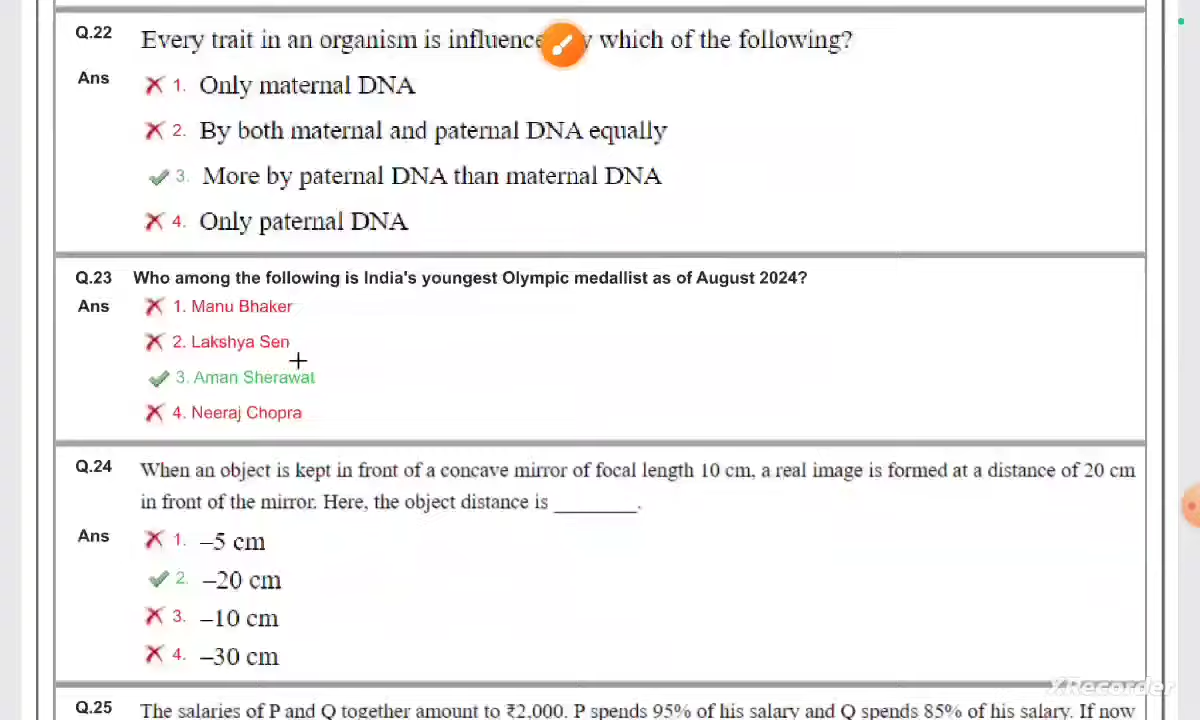 Q.22 Every trait in an organism is influence y which of the following?
Ans 1. Only maternal DNA
2. By both maternal and paternal DNA equally
3. More by paternal DNA than maternal DNA
4. Only paternal DNA
Q.23 Who among the following is India's youngest Olympic medallist as of August 2024?
Ans 1. Manu Bhaker
2. Lakshya Sen
3. Aman Sherawat
4. Neeraj Chopra
Q.24 When an object is kept in front of a concave mirror of focal length 10 cm, a real image is formed at a distance of 20 cm
in front of the mirror. Here, the object distance is ________.
Ans 1. –5 cm
2. –20 cm
3. –10 cm
4. –30 cm
XRecorder
Q.25 The salaries of P and Q together amount to ₹2,000. P spends 95% of his salary and Q spends 85% of his salary. If now